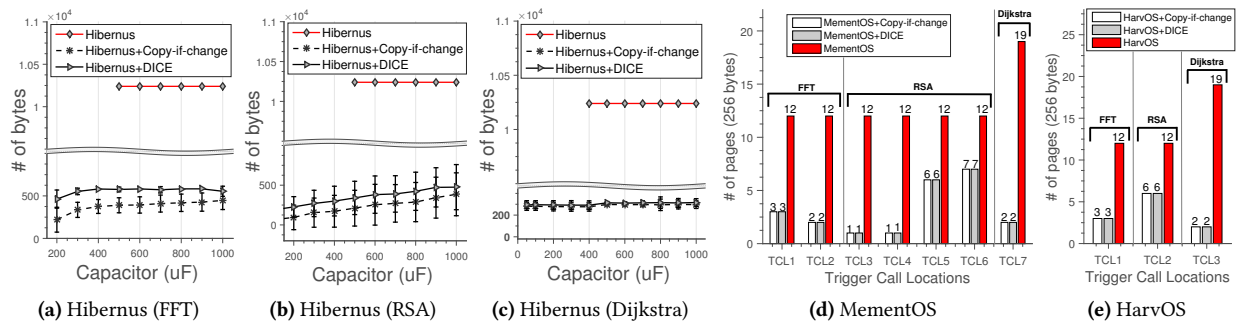 ×10⁴
1.1
1.05
1
500
0
# of bytes
Hibernus
Hibernus+Copy-if-change
Hibernus+DICE
200 400 600 800 1000
Capacitor (uF)
(a) Hibernus (FFT)
×10⁴
1.1
1.05
1
500
0
# of bytes
Hibernus
Hibernus+Copy-if-change
Hibernus+DICE
200 400 600 800 1000
Capacitor (uF)
(b) Hibernus (RSA)
×10⁴
1.1
1.05
1
200
0
# of bytes
Hibernus
Hibernus+Copy-if-change
Hibernus+DICE
0 200 400 600 800 1000
Capacitor (uF)
(c) Hibernus (Dijkstra)
20
15
10
5
0
# of pages (256 bytes)
MementOS+Copy-if-change
MementOS+DICE
MementOS
Dijkstra
FFT RSA
3 3 12 2 2 12 1 1 12 1 1 12 6 6 12 7 7 12 2 2 19
TCL1 TCL2 TCL3 TCL4 TCL5 TCL6 TCL7
Trigger Call Locations
(d) MementOS
25
20
15
10
5
0
# of pages (256 bytes)
HarvOS+Copy-if-change
HarvOS+DICE
HarvOS
Dijkstra
FFT RSA
3 3 12 6 6 12 2 2 19
TCL1 TCL2 TCL3
Trigger Call Locations
(e) HarvOS